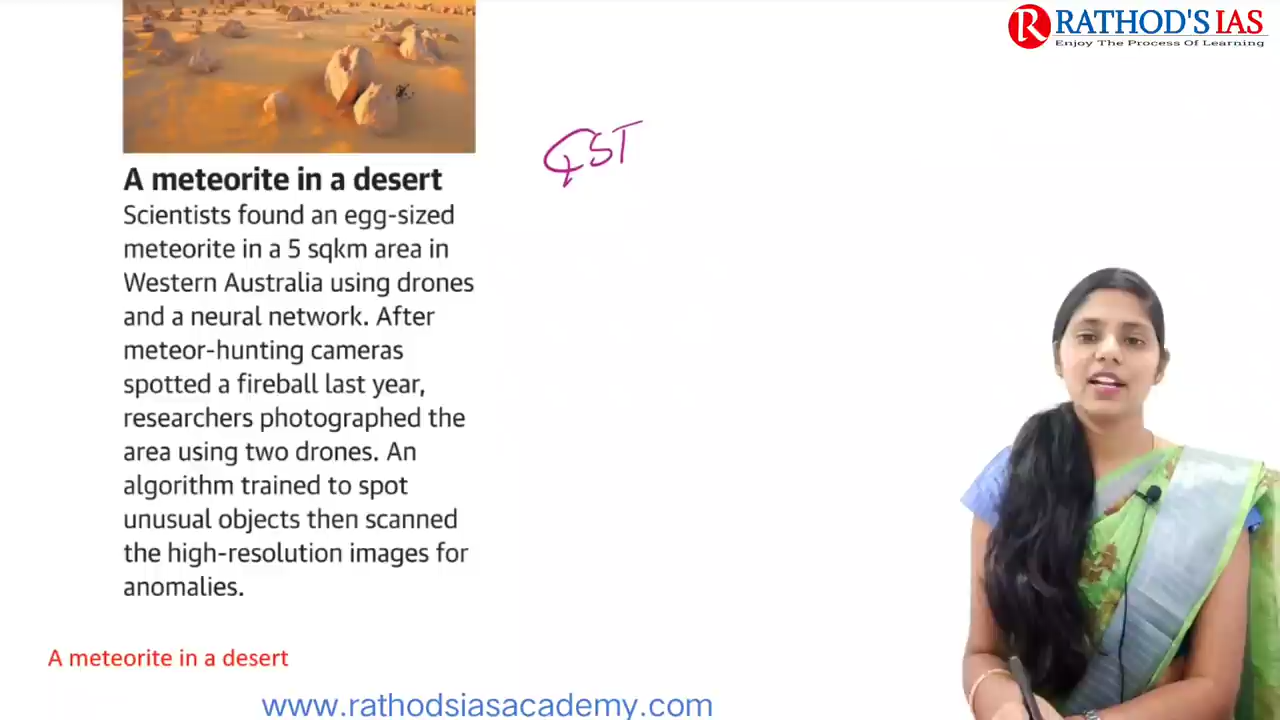 RATHOD'S IAS
Enjoy The Process Of Learning
A meteorite in a desert
Scientists found an egg-sized
meteorite in a 5 sqkm area in
Western Australia using drones
and a neural network. After
meteor-hunting cameras
spotted a fireball last year,
researchers photographed the
area using two drones. An
algorithm trained to spot
unusual objects then scanned
the high-resolution images for
anomalies.
A meteorite in a desert
www.rathodsiasacademy.com